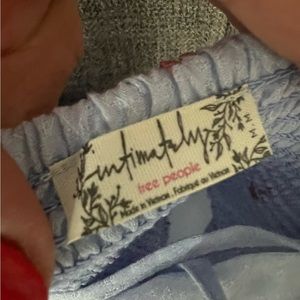 intimately
free people
Made in Vietnam. Fabriqué au Vietnam
M